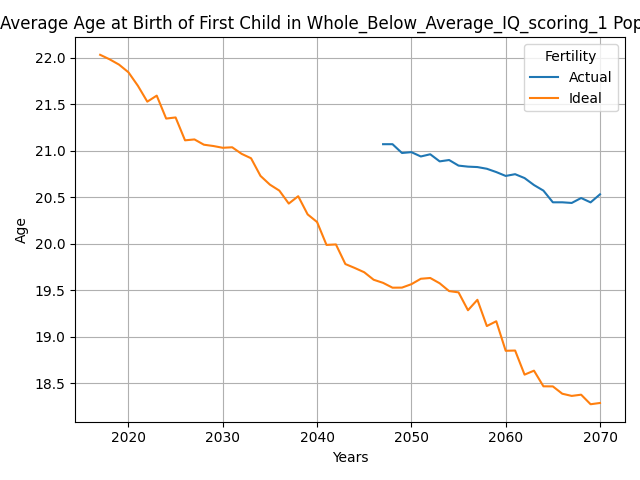 Average Age at Birth of First Child in Whole_Below_Average_IQ_scoring_1 Pop
Fertility
Actual
Ideal
22.0
21.5
21.0
20.5
20.0
19.5
19.0
18.5
Age
2020 2030 2040 2050 2060 2070
Years